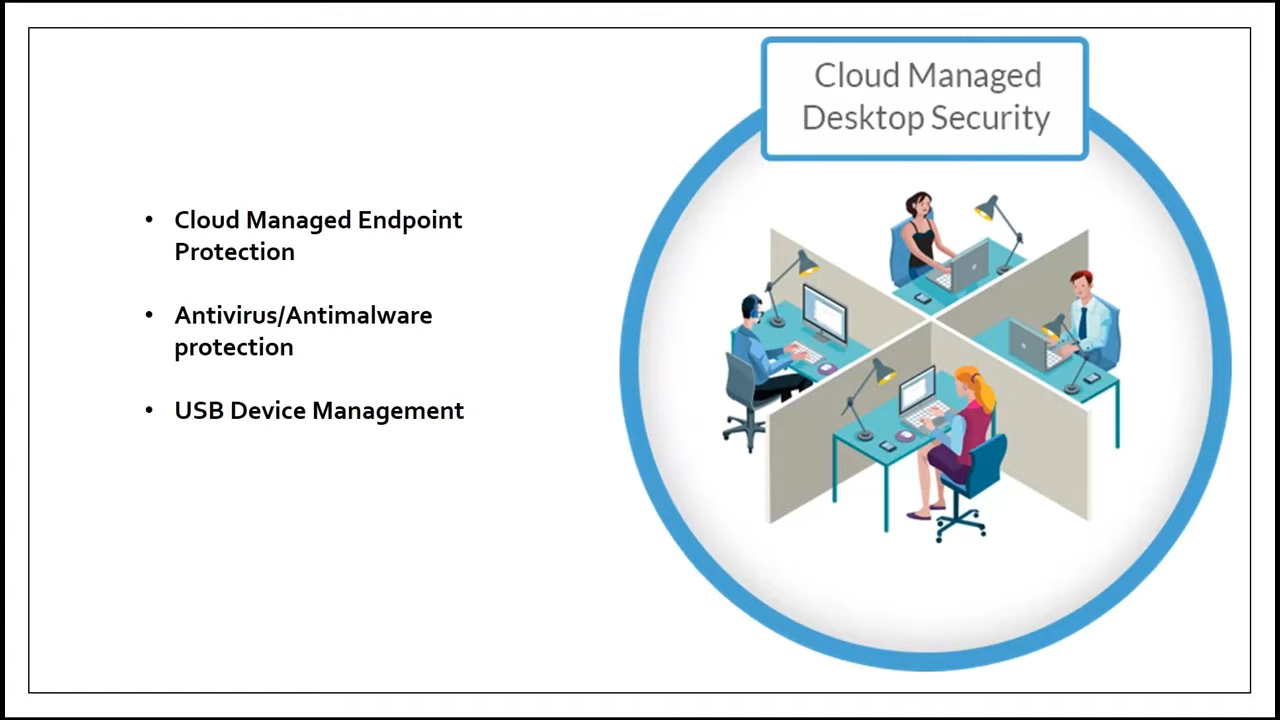 Cloud Managed
Desktop Security
• Cloud Managed Endpoint
Protection
• Antivirus/Antimalware
protection
• USB Device Management